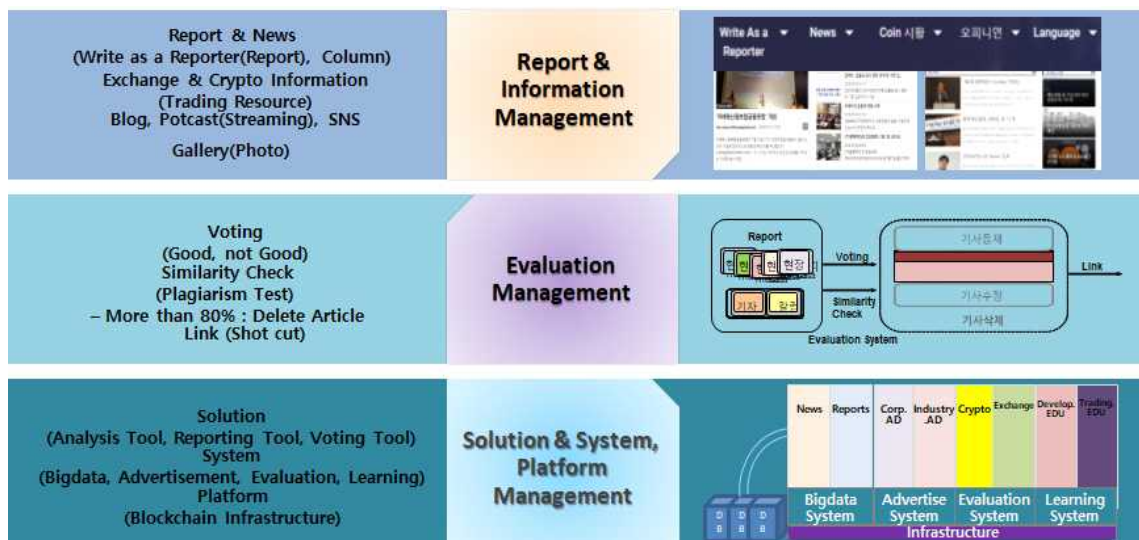 Report & News
(Write as a Reporter(Report), Column)
Exchange & Crypto Information
(Trading Resource)
Blog, Potcast(Streaming), SNS
Gallery(Photo)
Report &
Information
Management
Write As a
Reporter
News
Coin 시황
오피니언
Language
Voting
(Good, not Good)
Similarity Check
(Plagiarism Test)
– More than 80% : Delete Article
Link (Shot cut)
Evaluation
Management
Report
현장
기자
Voting
Similarity
Check
Evaluation System
기사등재
기사수정
기사삭제
Link
Solution
(Analysis Tool, Reporting Tool, Voting Tool)
System
(Bigdata, Advertisement, Evaluation, Learning)
Platform
(Blockchain Infrastructure)
Solution & System,
Platform
Management
News
Reports
Corp.
AD
Industry
.AD
Crypto
Exchange
Develop.
EDU
Trading.
EDU
DB
DB
DB
Bigdata
System
Advertise
System
Evaluation
System
Learning
System
Infrastructure